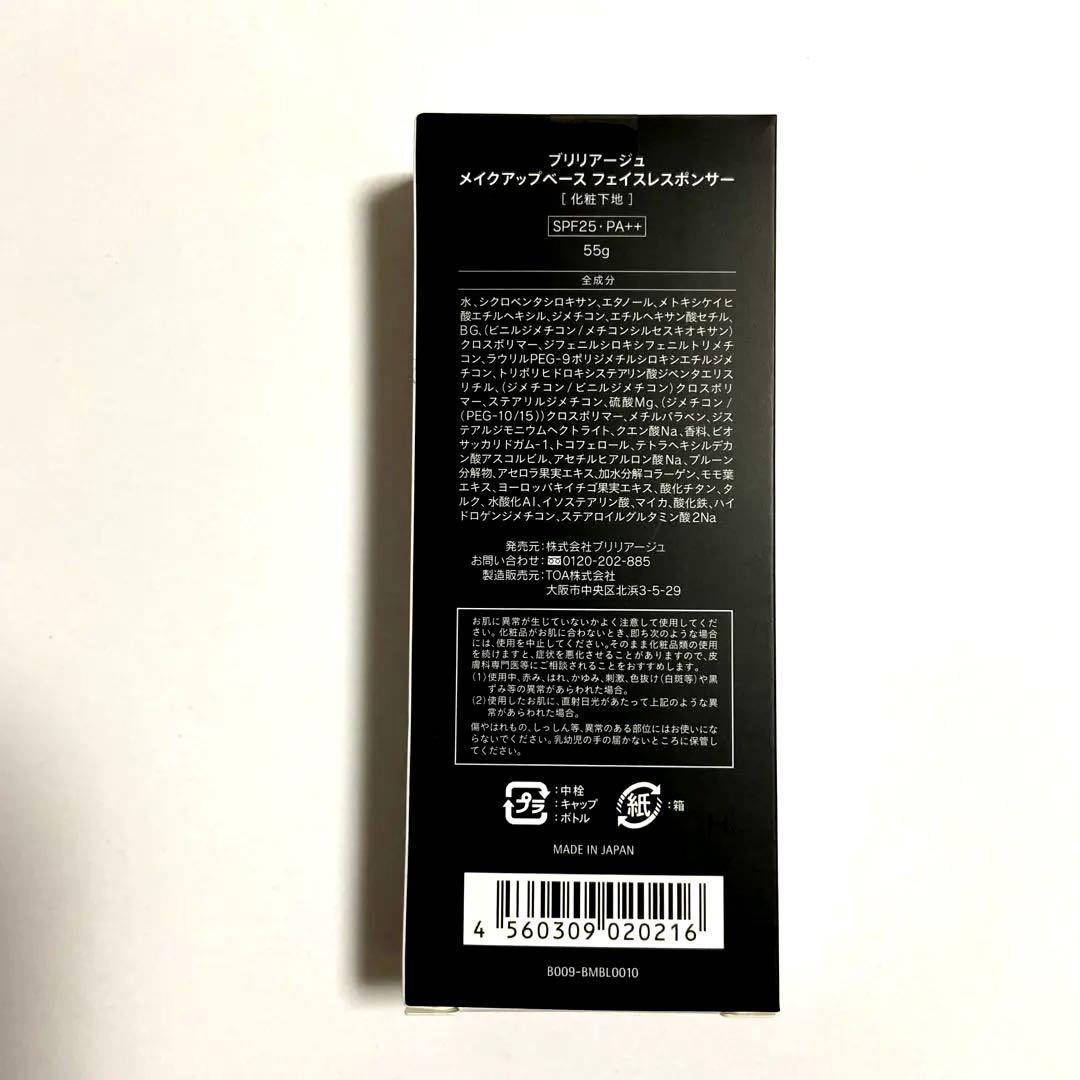 ブリリアージュ
メイクアップベース フェイスレスポンサー
[ 化粧下地 ]
SPF25・PA++
55g
全成分
水、シクロペンタシロキサン、エタノール、メトキシケイヒ
酸エチルヘキシル、ジメチコン、エチルヘキサン酸セチル、
BG、(ビニルジメチコン/メチコンシルセスキオキサン)
クロスポリマー、ジフェニルシロキシフェニルトリメチ
コン、ラウリルPEG-9ポリジメチルシロキシエチルジメ
チコン、トリポリヒドロキシステアリン酸ジペンタエリス
リチル、(ジメチコン/ビニルジメチコン)クロスポリ
マー、ステアリルジメチコン、硫酸Mg、(ジメチコン/
(PEG-10/15))クロスポリマー、メチルパラベン、ジス
テアルジモニウムヘクトライト、クエン酸Na、香料、ビオ
サッカリドガム-1、トコフェロール、テトラヘキシルデカ
ン酸アスコルビル、アセチルヒアルロン酸Na、プルーン
分解物、アセロラ果実エキス、加水分解コラーゲン、モモ葉
エキス、ヨーロッパキイチゴ果実エキス、酸化チタン、タ
ルク、水酸化Al、イソステアリン酸、マイカ、酸化鉄、ハイ
ドロゲンジメチコン、ステアロイルグルタミン酸2Na
発売元:株式会社ブリリアージュ
お問い合わせ:0120-202-885
製造販売元:TOA株式会社
大阪市中央区北浜3-5-29
お肌に異常が生じていないかよく注意して使用してくだ
さい。化粧品がお肌に合わないとき、即ち次のような場合
には、使用を中止してください。そのまま化粧品類の使用
を続けますと、症状を悪化させることがありますので、皮
膚科専門医等にご相談されることをおすすめします。
(1)使用中、赤み、はれ、かゆみ、刺激、色抜け(白斑等)や黒
ずみ等の異常があらわれた場合。
(2)使用したお肌に、直射日光があたって上記のような異
常があらわれた場合。
傷やはれもの、しっしん等、異常のある部位にはお使いにな
らないでください。乳幼児の手の届かないところに保管し
てください。
プラ :中栓
:キャップ
:ボトル
紙 :箱
MADE IN JAPAN
4 560309 020216
B009-BMBL0010